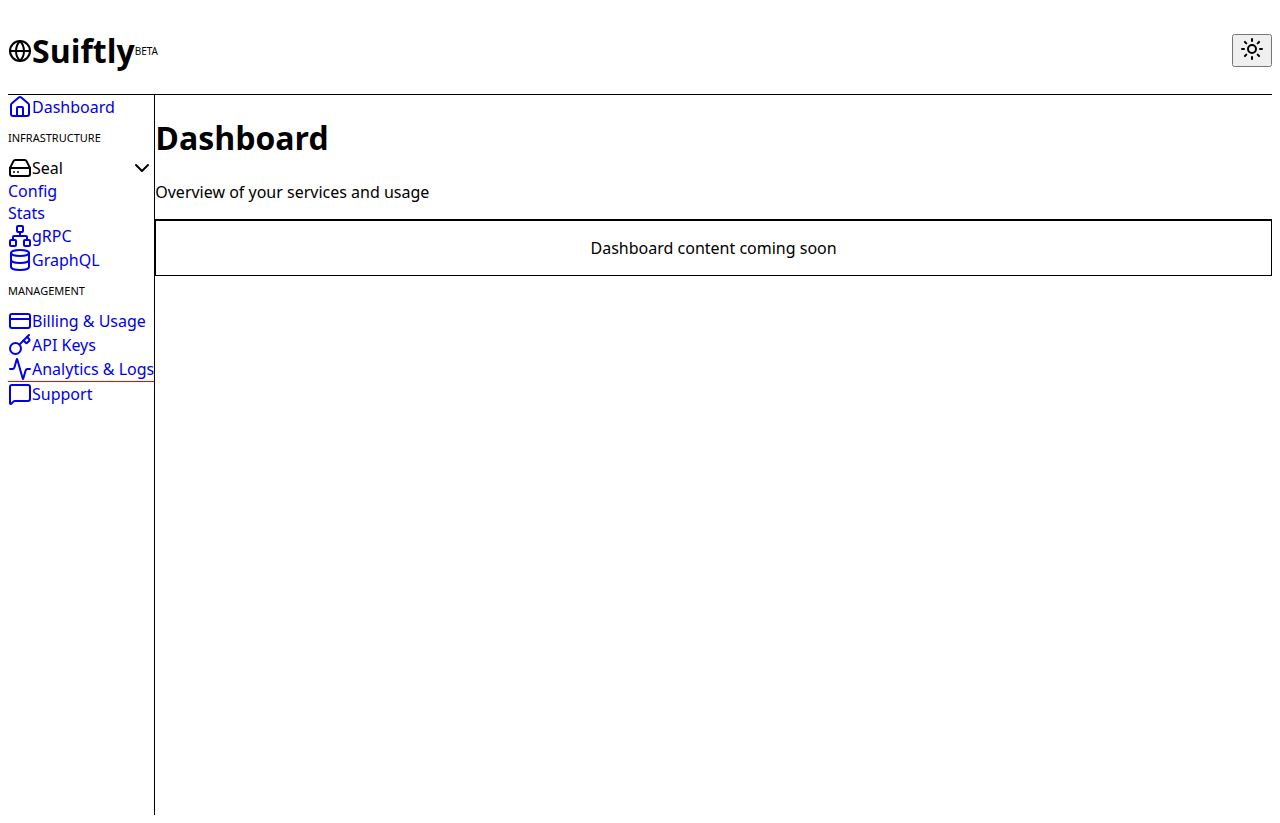 Suiftly BETA
Dashboard
INFRASTRUCTURE
Seal
Config
Stats
gRPC
GraphQL
MANAGEMENT
Billing & Usage
API Keys
Analytics & Logs
Support
Dashboard
Overview of your services and usage
Dashboard content coming soon